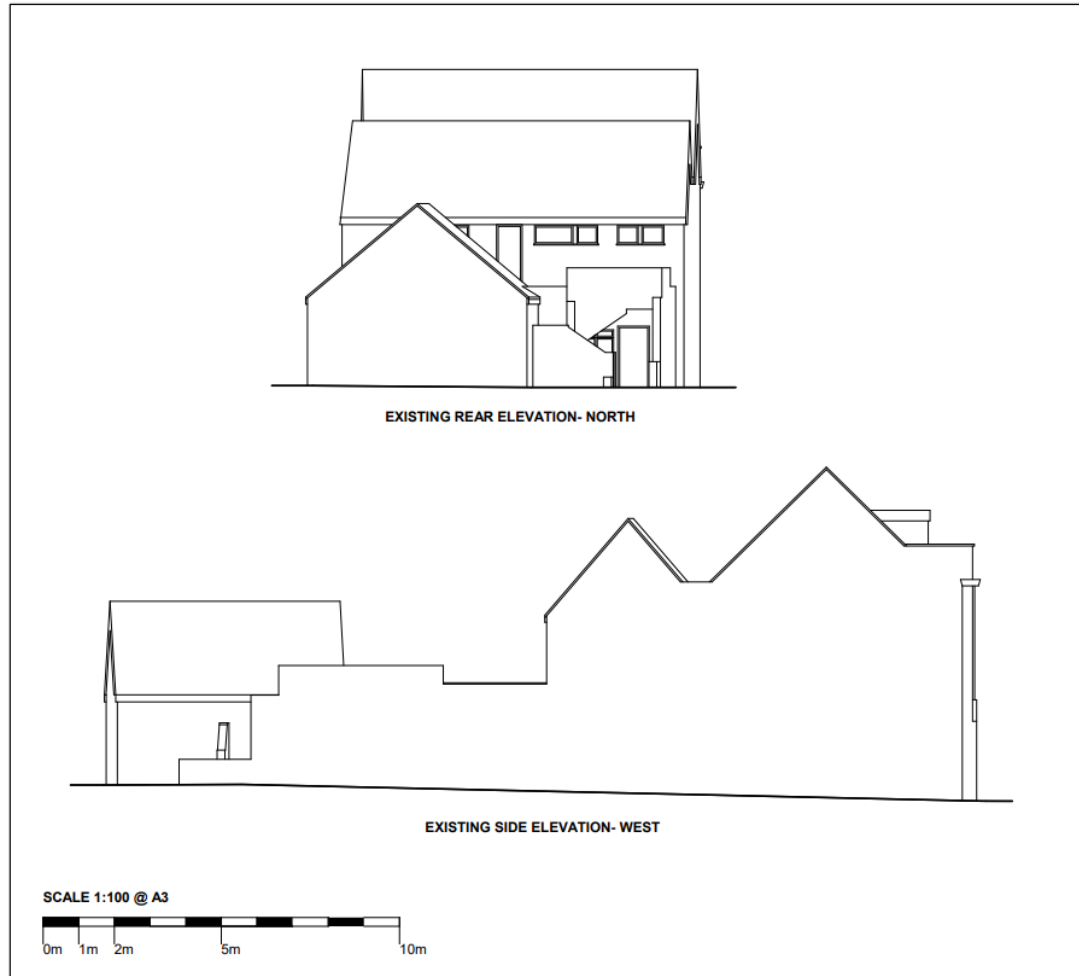 EXISTING REAR ELEVATION- NORTH
EXISTING SIDE ELEVATION- WEST
SCALE 1:100 @ A3
0m 1m 2m 5m 10m